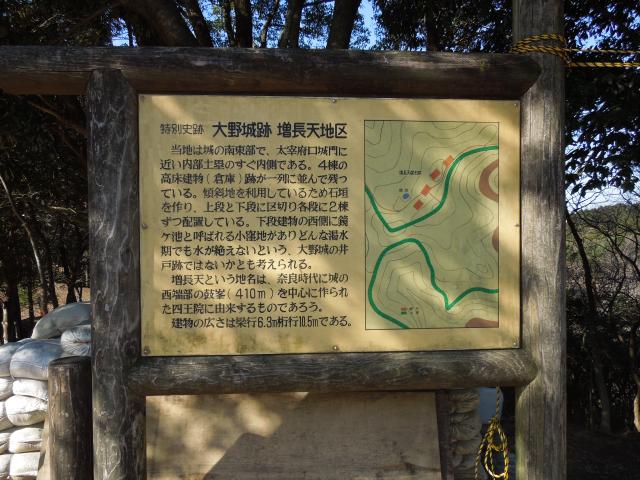 特別史跡 大野城跡 増長天地区
当地は城の南東部で、太宰府口城門に
近い内部土塁のすぐ内側である。4棟の
高床建物(倉庫)跡が一列に並んで残っ
ている。傾斜地を利用しているため石垣
を作り、上段と下段に区切り各段に2棟
ずつ配置している。下段建物の西側に鏡
ケ池と呼ばれる小窪地がありどんな渇水
期でも水が絶えないという。大野城の井
戸跡ではないかとも考えられる。
増長天という地名は、奈良時代に城の
西端部の鼓峯(410m)を中心に作られ
た四王院に由来するものであろう。
建物の広さは梁行6.3m桁行10.5mである。